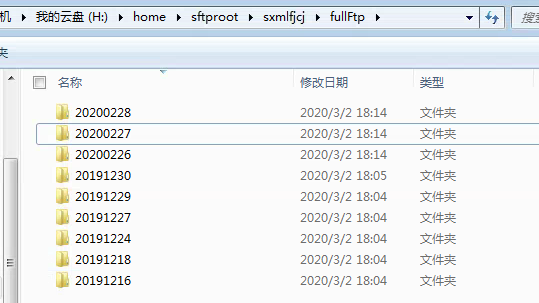 机 ▸ 我的云盘 (H:) ▸ home ▸ sftproot ▸ sxmlfjcj ▸ fullFtp 搜索
夹
名称 修改日期 类型
20200228 2020/3/2 18:14 文件夹
20200227 2020/3/2 18:14 文件夹
20200226 2020/3/2 18:14 文件夹
20191230 2020/3/2 18:05 文件夹
20191229 2020/3/2 18:04 文件夹
20191227 2020/3/2 18:04 文件夹
20191224 2020/3/2 18:04 文件夹
20191218 2020/3/2 18:04 文件夹
20191216 2020/3/2 18:04 文件夹